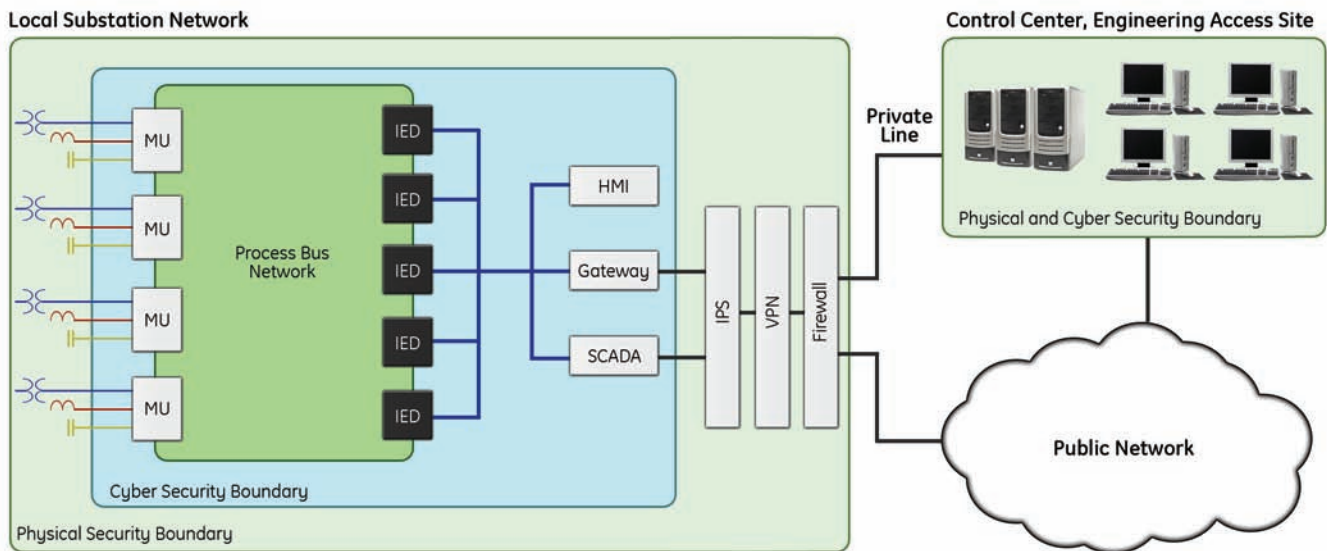 Local Substation Network
Control Center, Engineering Access Site
MU
MU
MU
MU
Process Bus
Network
IED
IED
IED
IED
IED
HMI
Gateway
SCADA
IPS
VPN
Firewall
Private
Line
Physical and Cyber Security Boundary
Public Network
Cyber Security Boundary
Physical Security Boundary